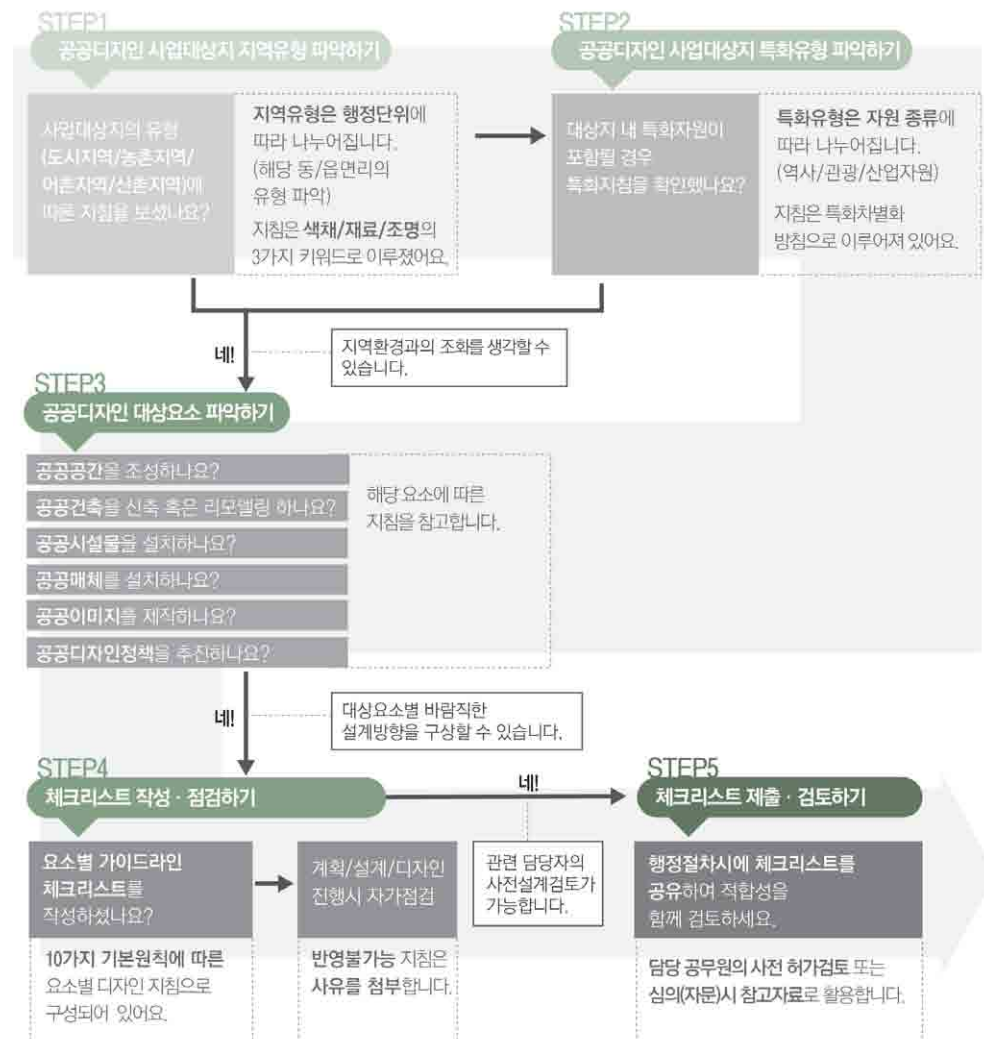 STEP1
공공디자인 사업대상지 지역유형 파악하기
사업대상지의 유형
(도시지역/농촌지역/
어촌지역/산촌지역)에
따른 지침을 보셨나요?
지역유형은 행정단위에
따라 나누어집니다.
(해당 동/읍면리의
유형 파악)
지침은 색채/재료/조명의
3가지 키워드로 이루졌어요.
STEP2
공공디자인 사업대상지 특화유형 파악하기
대상지 내 특화자원이
포함될 경우
특화지침을 확인했나요?
특화유형은 자원 종류에
따라 나누어집니다.
(역사/관광/산업자원)
지침은 특화차별화
방침으로 이루어져 있어요.
네!
지역환경과의 조화를 생각할 수
있습니다.
STEP3
공공디자인 대상요소 파악하기
공공공간을 조성하나요?
공공건축을 신축 혹은 리모델링 하나요?
공공시설물을 설치하나요?
공공매체를 설치하나요?
공공이미지를 제작하나요?
공공디자인정책을 추진하나요?
해당 요소에 따른
지침을 참고합니다.
네!
대상요소별 바람직한
설계방향을 구상할 수 있습니다.
STEP4
체크리스트 작성·점검하기
요소별 가이드라인
체크리스트를
작성하셨나요?
10가지 기본원칙에 따른
요소별 디자인 지침으로
구성되어 있어요.
계획/설계/디자인
진행시 자가점검
반영불가능 지침은
사유를 첨부합니다.
네!
관련 담당자의
사전설계검토가
가능합니다.
STEP5
체크리스트 제출·검토하기
행정절차시에 체크리스트를
공유하여 적합성을
함께 검토하세요.
담당 공무원의 사전 허가검토 또는
심의(자문)시 참고자료로 활용합니다.